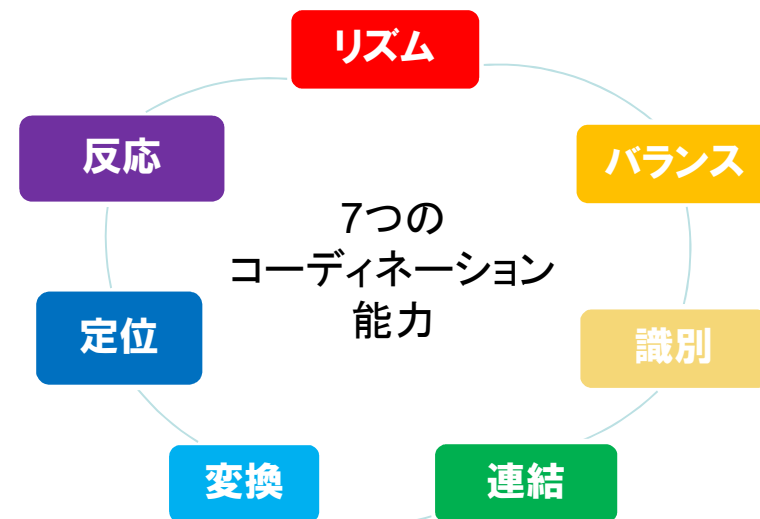 リズム
バランス
識別
連結
変換
定位
反応
7つの
コーディネーション
能力